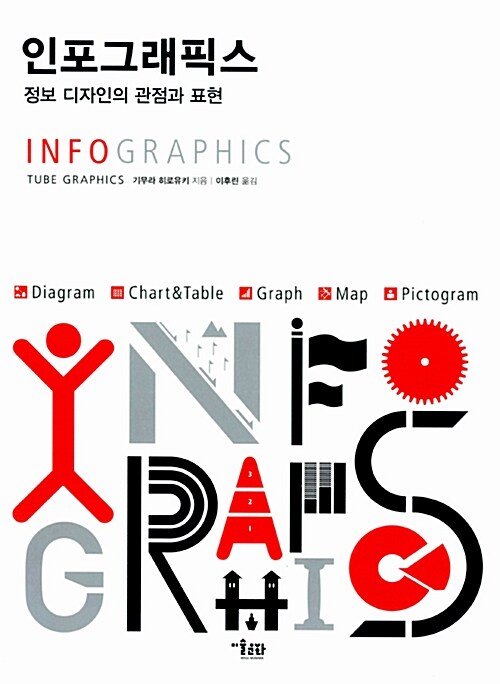 인포그래픽스
정보 디자인의 관점과 표현
INFOGRAPHICS
TUBE GRAPHICS 기무라 히로유키 지음 | 이후린 옮김
Diagram Chart&Table Graph Map Pictogram
INFO
GRAPHICS
3
2
1